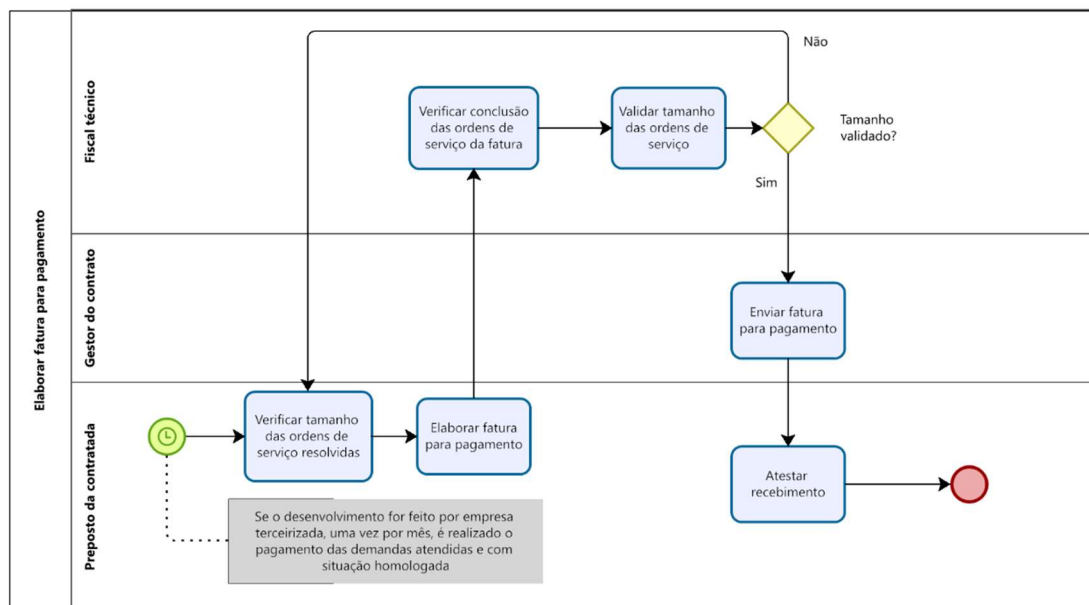 Elaborar fatura para pagamento
Fiscal técnico
Não
Verificar conclusão
das ordens de
serviço da fatura
Validar tamanho
das ordens de
serviço
Tamanho
validado?
Sim
Gestor do contrato
Enviar fatura
para pagamento
Preposto da contratada
Verificar tamanho
das ordens de
serviço resolvidas
Elaborar fatura
para pagamento
Atestar
recebimento
Se o desenvolvimento for feito por empresa
terceirizada, uma vez por mês, é realizado o
pagamento das demandas atendidas e com
situação homologada